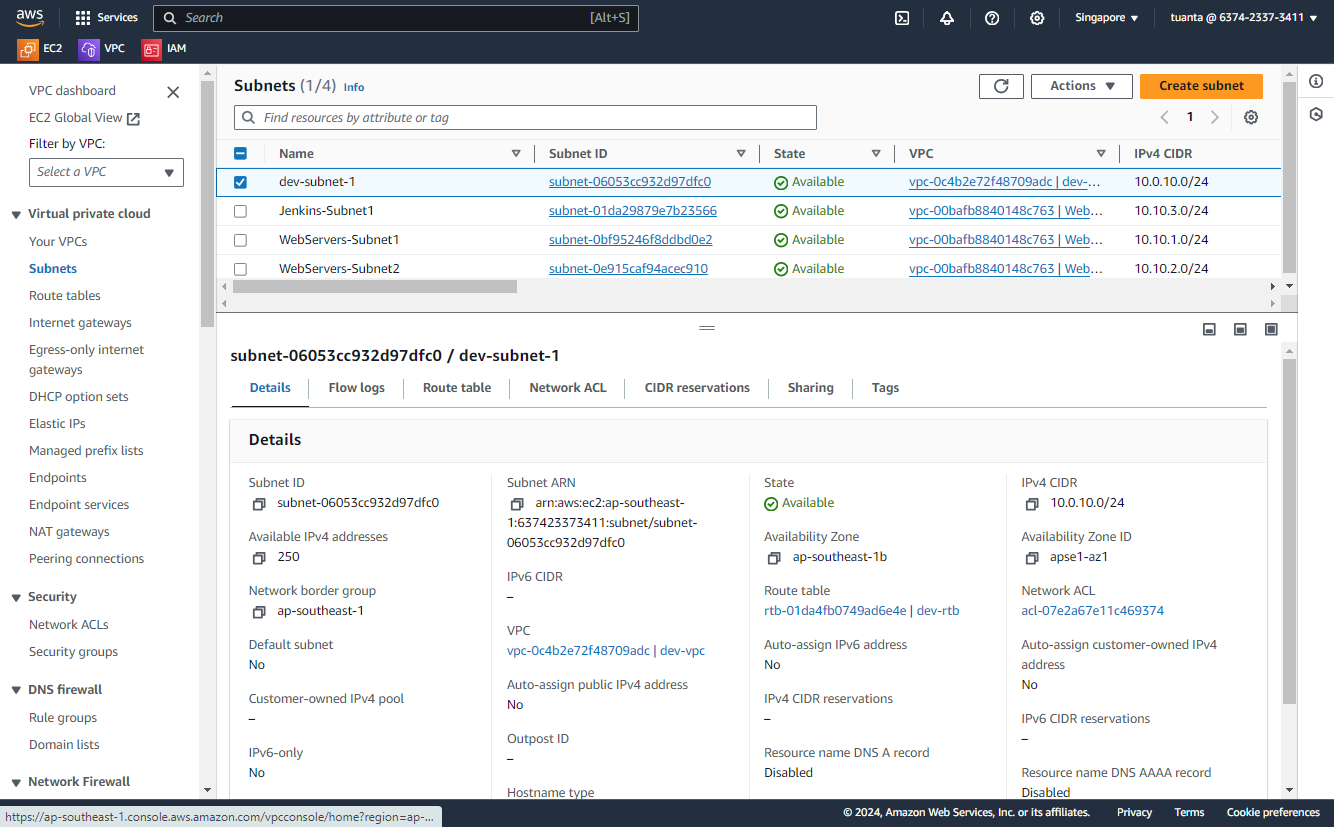 aws Services Search [Alt+S] Singapore tuanta @ 6374-2337-3411
EC2 VPC IAM
VPC dashboard
EC2 Global View
Filter by VPC:
Select a VPC
Virtual private cloud
Your VPCs
Subnets
Route tables
Internet gateways
Egress-only internet
gateways
DHCP option sets
Elastic IPs
Managed prefix lists
Endpoints
Endpoint services
NAT gateways
Peering connections
Security
Network ACLs
Security groups
DNS firewall
Rule groups
Domain lists
Network Firewall
Subnets (1/4) Info Actions Create subnet
Find resources by attribute or tag 1
Name Subnet ID State VPC IPv4 CIDR
dev-subnet-1 subnet-06053cc932d97dfc0 Available vpc-0c4b2e72f48709adc | dev-... 10.0.10.0/24
Jenkins-Subnet1 subnet-01da29879e7b23566 Available vpc-00bafb8840148c763 | Web... 10.10.3.0/24
WebServers-Subnet1 subnet-0bf95246f8ddbd0e2 Available vpc-00bafb8840148c763 | Web... 10.10.1.0/24
WebServers-Subnet2 subnet-0e915caf94acec910 Available vpc-00bafb8840148c763 | Web... 10.10.2.0/24
subnet-06053cc932d97dfc0 / dev-subnet-1
Details Flow logs Route table Network ACL CIDR reservations Sharing Tags
Details
Subnet ID
subnet-06053cc932d97dfc0
Available IPv4 addresses
250
Network border group
ap-southeast-1
Default subnet
No
Customer-owned IPv4 pool
–
IPv6-only
No
Subnet ARN
arn:aws:ec2:ap-southeast-
1:637423373411:subnet/subnet-
06053cc932d97dfc0
IPv6 CIDR
–
VPC
vpc-0c4b2e72f48709adc | dev-vpc
Auto-assign public IPv4 address
No
Outpost ID
–
Hostname type
State
Available
Availability Zone
ap-southeast-1b
Route table
rtb-01da4fb0749ad6e4e | dev-rtb
Auto-assign IPv6 address
No
IPv4 CIDR reservations
–
Resource name DNS A record
Disabled
IPv4 CIDR
10.0.10.0/24
Availability Zone ID
apse1-az1
Network ACL
acl-07e2a67e11c469374
Auto-assign customer-owned IPv4
address
No
IPv6 CIDR reservations
–
Resource name DNS AAAA record
Disabled
https://ap-southeast-1.console.aws.amazon.com/vpcconsole/home?region=ap-...
© 2024, Amazon Web Services, Inc. or its affiliates. Privacy Terms Cookie preferences